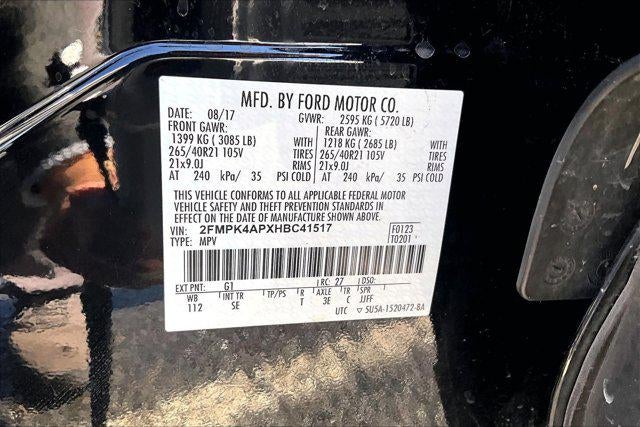 MFD. BY FORD MOTOR CO.
DATE: 08/17 GVWR: 2595 KG ( 5720 LB)
FRONT GAWR: REAR GAWR:
1399 KG ( 3085 LB) WITH 1218 KG ( 2685 LB) WITH
265/40R21 105V TIRES 265/40R21 105V TIRES
21x9.0J RIMS 21x9.0J RIMS
AT 240 kPa/ 35 PSI COLD AT 240 kPa/ 35 PSI COLD
THIS VEHICLE CONFORMS TO ALL APPLICABLE FEDERAL MOTOR
VEHICLE SAFETY AND THEFT PREVENTION STANDARDS IN
EFFECT ON THE DATE OF MANUFACTURE SHOWN ABOVE.
VIN: 2FMPK4APXHBC41517 F0123
TYPE: MPV T0201
EXT PNT: G1 RC: 27 DSO:
WB INT TR TP/PS R AXLE TR SPR
112 SE T 3E C JJFF
UTC ▽ 5U5A-1520472-BA